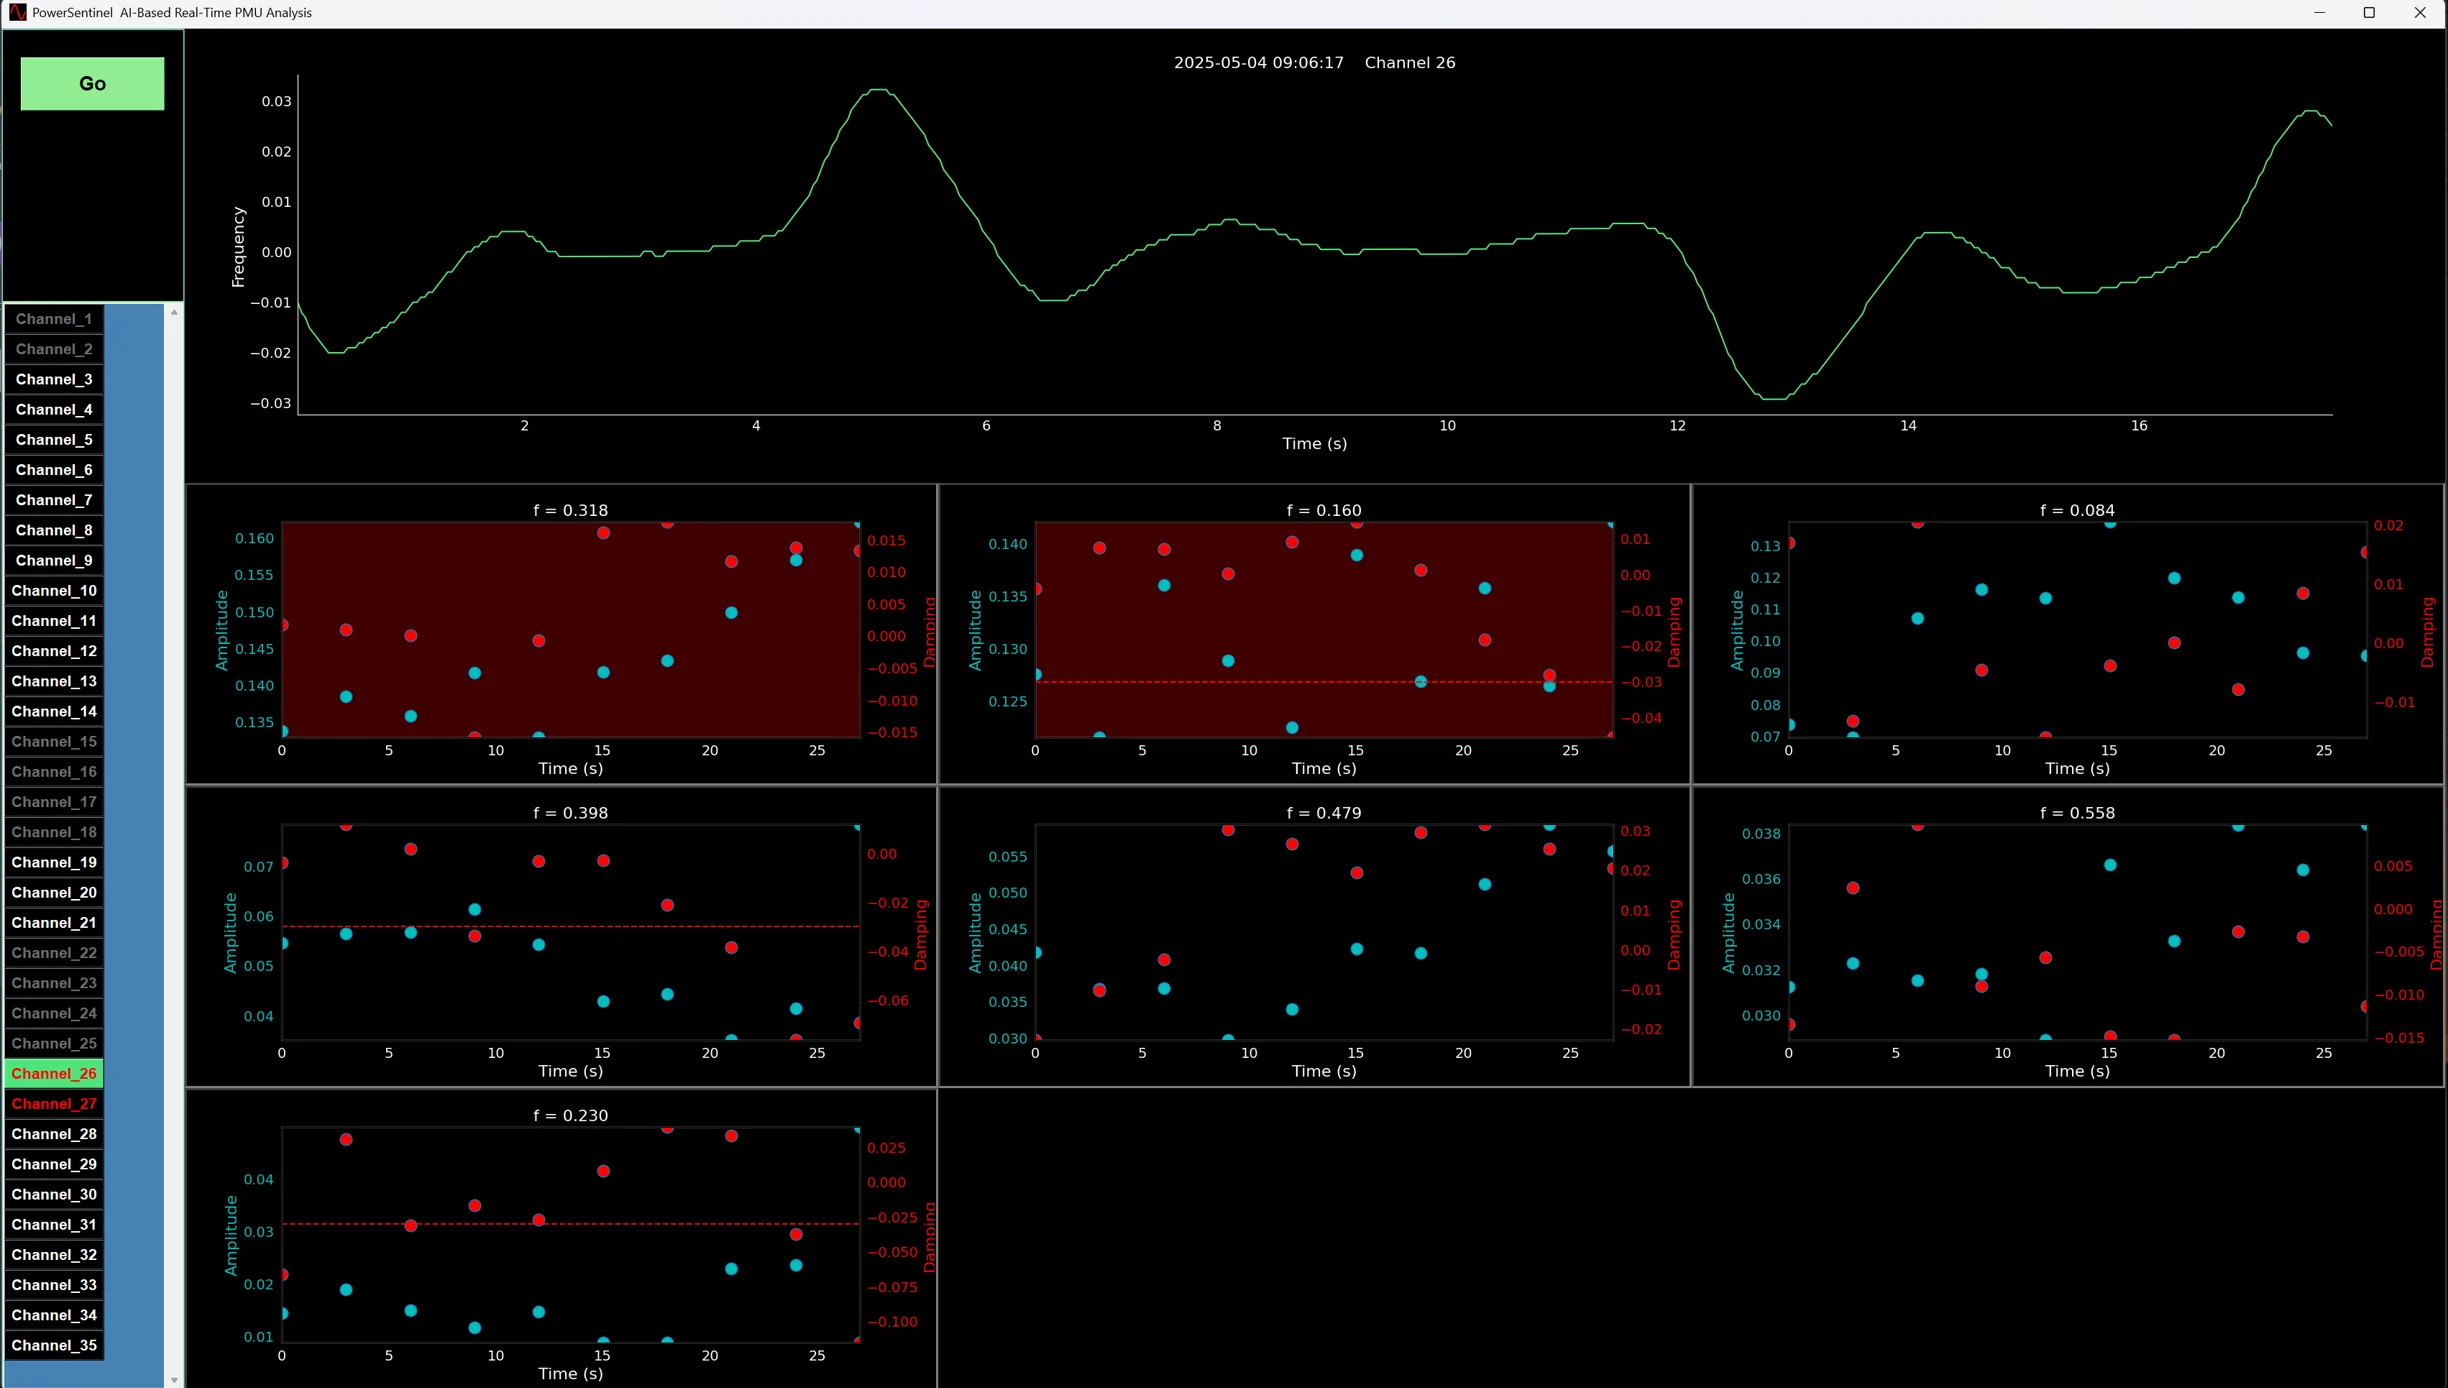 PowerSentinel AI-Based Real-Time PMU Analysis
Go
Channel_1
Channel_2
Channel_3
Channel_4
Channel_5
Channel_6
Channel_7
Channel_8
Channel_9
Channel_10
Channel_11
Channel_12
Channel_13
Channel_14
Channel_15
Channel_16
Channel_17
Channel_18
Channel_19
Channel_20
Channel_21
Channel_22
Channel_23
Channel_24
Channel_25
Channel_26
Channel_27
Channel_28
Channel_29
Channel_30
Channel_31
Channel_32
Channel_33
Channel_34
Channel_35
2025-05-04 09:06:17 Channel 26
Frequency
0.03
0.02
0.01
0.00
−0.01
−0.02
−0.03
2 4 6 8 10 12 14 16
Time (s)
f = 0.318
Amplitude
0.160
0.155
0.150
0.145
0.140
0.135
0.015
0.010
0.005
0.000
−0.005
−0.010
−0.015
Damping
0 5 10 15 20 25
Time (s)
f = 0.160
Amplitude
0.140
0.135
0.130
0.125
0.01
0.00
−0.01
−0.02
−0.03
−0.04
Damping
0 5 10 15 20 25
Time (s)
f = 0.084
Amplitude
0.13
0.12
0.11
0.10
0.09
0.08
0.07
0.02
0.01
0.00
−0.01
Damping
0 5 10 15 20 25
Time (s)
f = 0.398
Amplitude
0.07
0.06
0.05
0.04
0.00
−0.02
−0.04
−0.06
Damping
0 5 10 15 20 25
Time (s)
f = 0.479
Amplitude
0.055
0.050
0.045
0.040
0.035
0.030
0.03
0.02
0.01
0.00
−0.01
−0.02
Damping
0 5 10 15 20 25
Time (s)
f = 0.558
Amplitude
0.038
0.036
0.034
0.032
0.030
0.005
0.000
−0.005
−0.010
−0.015
Damping
0 5 10 15 20 25
Time (s)
f = 0.230
Amplitude
0.04
0.03
0.02
0.01
0.025
0.000
−0.025
−0.050
−0.075
−0.100
Damping
0 5 10 15 20 25
Time (s)